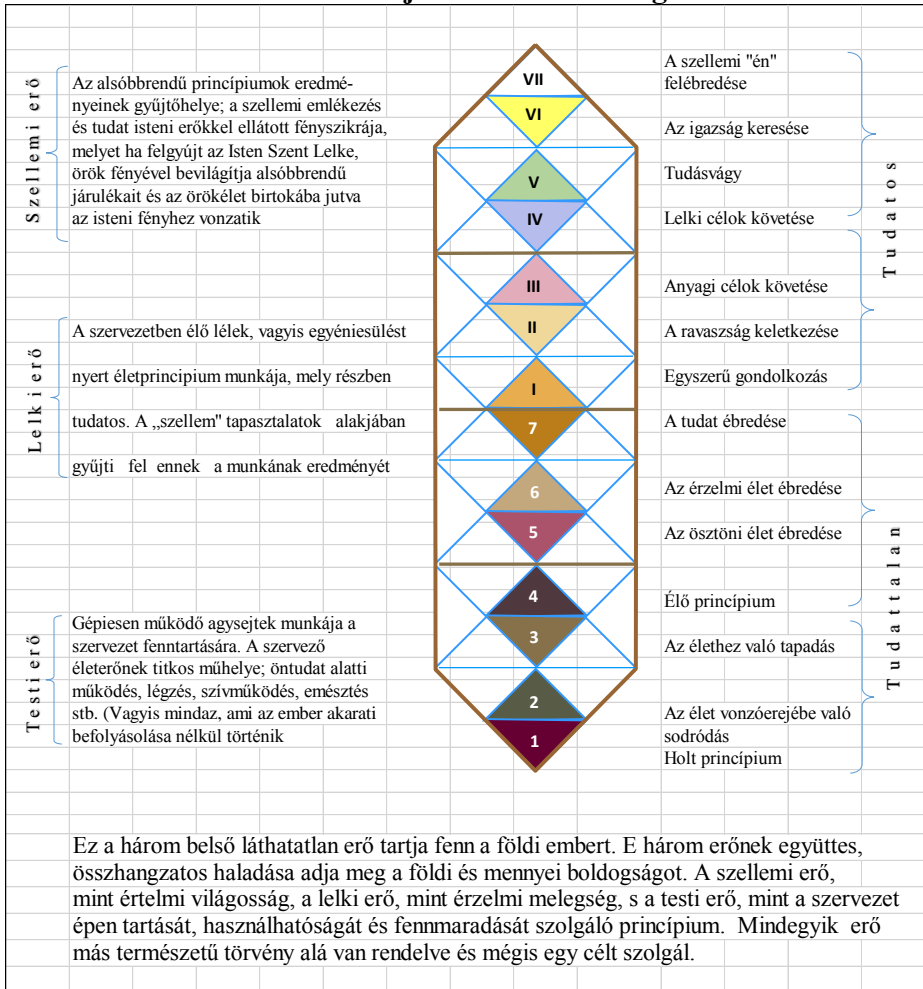 Szellemi erő
Az alsóbbrendű princípiumok eredmé-
nyeinek gyűjtőhelye; a szellemi emlékezés
és tudat isteni erőkkel ellátott fényszikrája,
melyet ha felgyújt az Isten Szent Lelke,
örök fényével bevilágítja alsóbbrendű
járulékait és az örökélet birtokába jutva
az isteni fényhez vonzatik
Lelki erő
A szervezetben élő lélek, vagyis egyéniesülést
nyert életprincipium munkája, mely részben
tudatos. A „szellem" tapasztalatok alakjában
gyűjti fel ennek a munkának eredményét
Testi erő
Gépiesen működő agysejtek munkája a
szervezet fenntartására. A szervező
életerőnek titkos műhelye; öntudat alatti
működés, légzés, szívműködés, emésztés
stb. (Vagyis mindaz, ami az ember akarati
befolyásolása nélkül történik
VII
VI
V
IV
III
II
I
7
6
5
4
3
2
1
A szellemi "én"
felébredése
Az igazság keresése
Tudásvágy
Lelki célok követése
Anyagi célok követése
A ravaszság keletkezése
Egyszerű gondolkozás
A tudat ébredése
Az érzelmi élet ébredése
Az ösztöni élet ébredése
Élő princípium
Az élethez való tapadás
Az élet vonzóerejébe való
sodródás
Holt princípium
Tudatos
Tudattalan
Ez a három belső láthatatlan erő tartja fenn a földi embert. E három erőnek együttes,
összhangzatos haladása adja meg a földi és mennyei boldogságot. A szellemi erő,
mint értelmi világosság, a lelki erő, mint érzelmi melegség, s a testi erő, mint a szervezet
épen tartását, használhatóságát és fennmaradását szolgáló princípium. Mindegyik erő
más természetű törvény alá van rendelve és mégis egy célt szolgál.